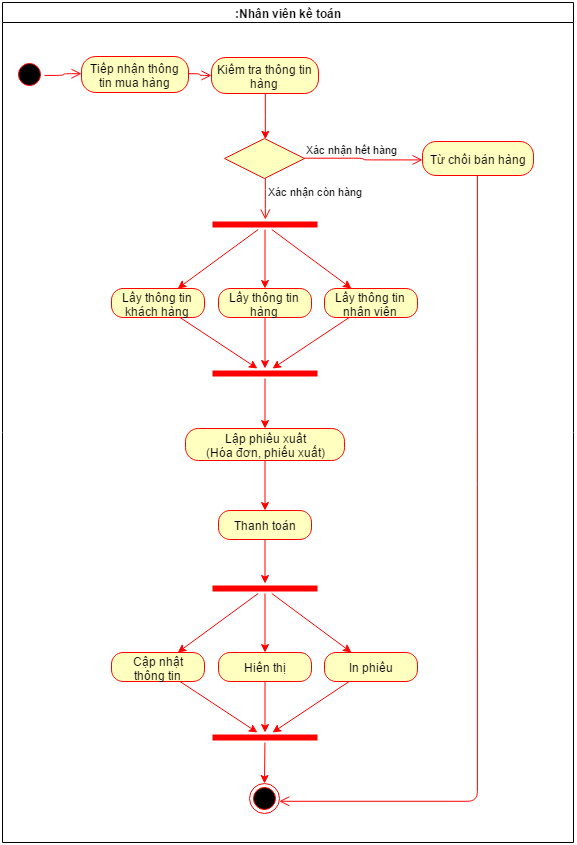 :Nhân viên kế toán
Tiếp nhận thông
tin mua hàng
Kiểm tra thông tin
hàng
Xác nhận hết hàng
Từ chối bán hàng
Xác nhận còn hàng
Lấy thông tin
khách hàng
Lấy thông tin
hàng
Lấy thông tin
nhân viên
Lập phiếu xuất
(Hóa đơn, phiếu xuất)
Thanh toán
Cập nhật
thông tin
Hiển thị
In phiếu